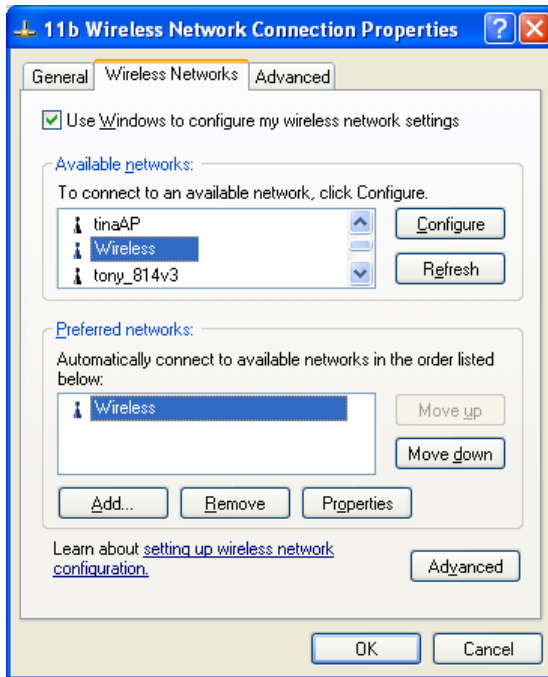 11b Wireless Network Connection Properties
General Wireless Networks Advanced
Use Windows to configure my wireless network settings
Available networks:
To connect to an available network, click Configure.
tinaAP
Configure
Wireless
tony_814v3
Refresh
Preferred networks:
Automatically connect to available networks in the order listed
below:
Wireless
Move up
Move down
Add... Remove Properties
Learn about setting up wireless network
configuration.
Advanced
OK Cancel